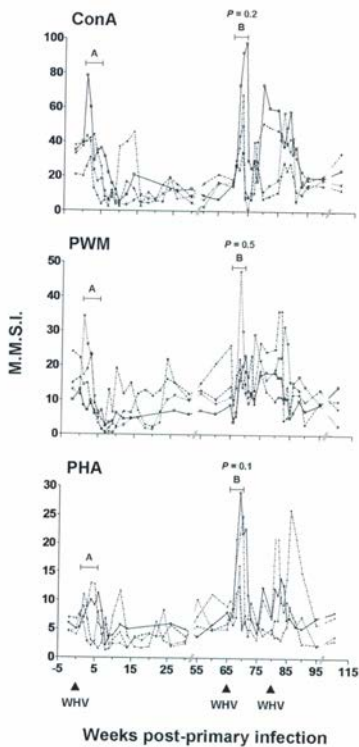 P = 0.2
ConA
A
B
100
80
60
40
20
0
P = 0.5
PWM
A
B
50
40
30
20
10
0
M.M.S.I.
P = 0.1
PHA
A
B
30
25
20
15
10
5
0
-5 5 15 25 55 65 75 85 95 115
WHV WHV WHV
Weeks post-primary infection